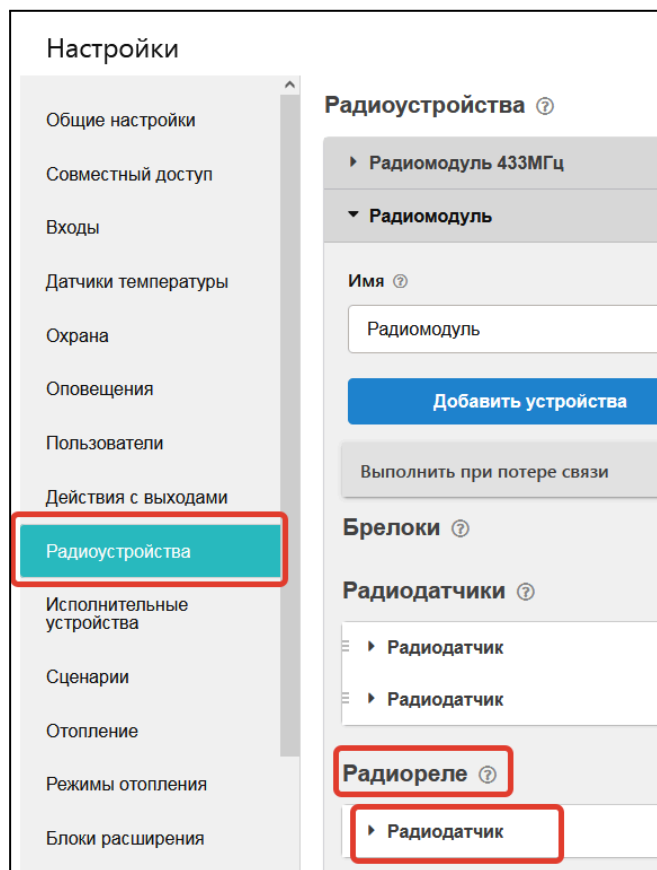 Настройки
Общие настройки
Совместный доступ
Входы
Датчики температуры
Охрана
Оповещения
Пользователи
Действия с выходами
Радиоустройства
Исполнительные
устройства
Сценарии
Отопление
Режимы отопления
Блоки расширения
Радиоустройства ?
Радиомодуль 433МГц
Радиомодуль
Имя ?
Радиомодуль
Добавить устройства
Выполнить при потере связи
Брелоки ?
Радиодатчики ?
Радиодатчик
Радиодатчик
Радиореле ?
Радиодатчик